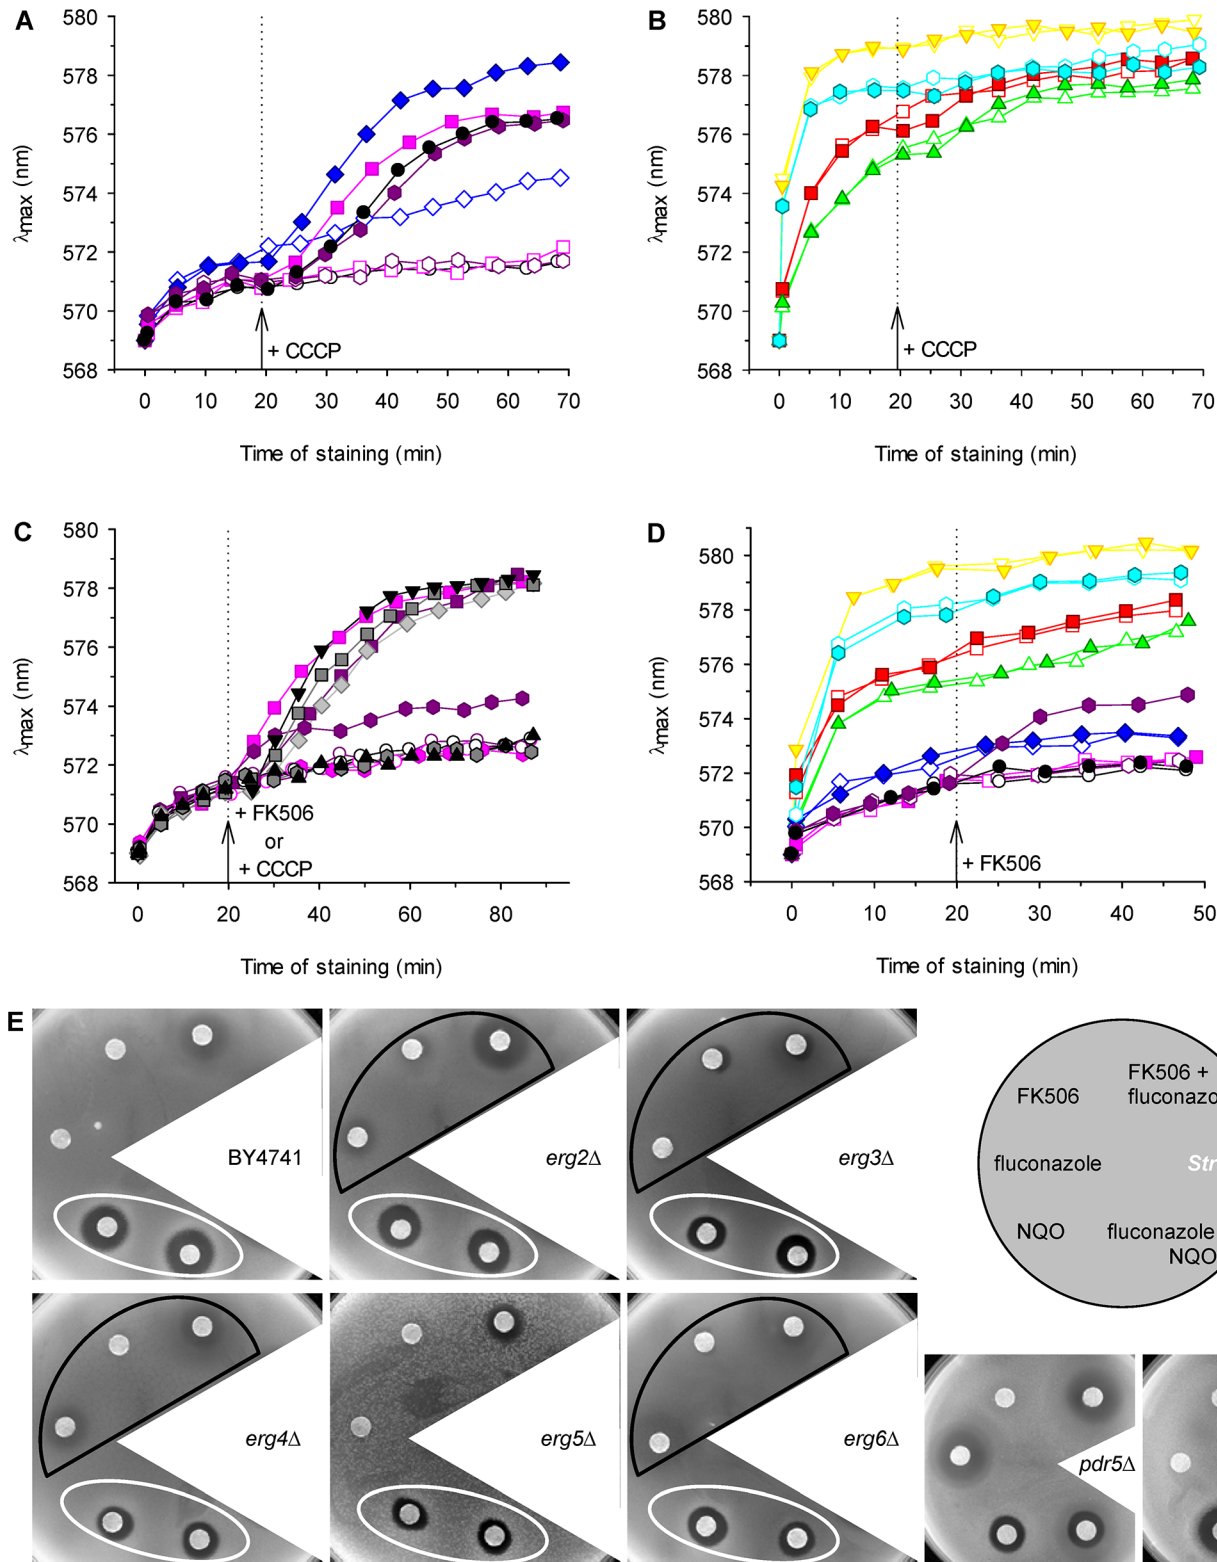 A
580
578
576
574
572
570
568
λmax (nm)
+ CCCP
0 10 20 30 40 50 60 70
Time of staining (min)
B
580
578
576
574
572
570
568
λmax (nm)
+ CCCP
0 10 20 30 40 50 60 70
Time of staining (min)
C
580
578
576
574
572
570
568
λmax (nm)
+ FK506
or
+ CCCP
0 20 40 60 80
Time of staining (min)
D
580
578
576
574
572
570
568
λmax (nm)
+ FK506
0 10 20 30 40 50
Time of staining (min)
E
BY4741
erg2Δ
erg3Δ
FK506
FK506 +
fluconazo
fluconazole
Str
NQO
fluconazole
NQO
erg4Δ
erg5Δ
erg6Δ
pdr5Δ